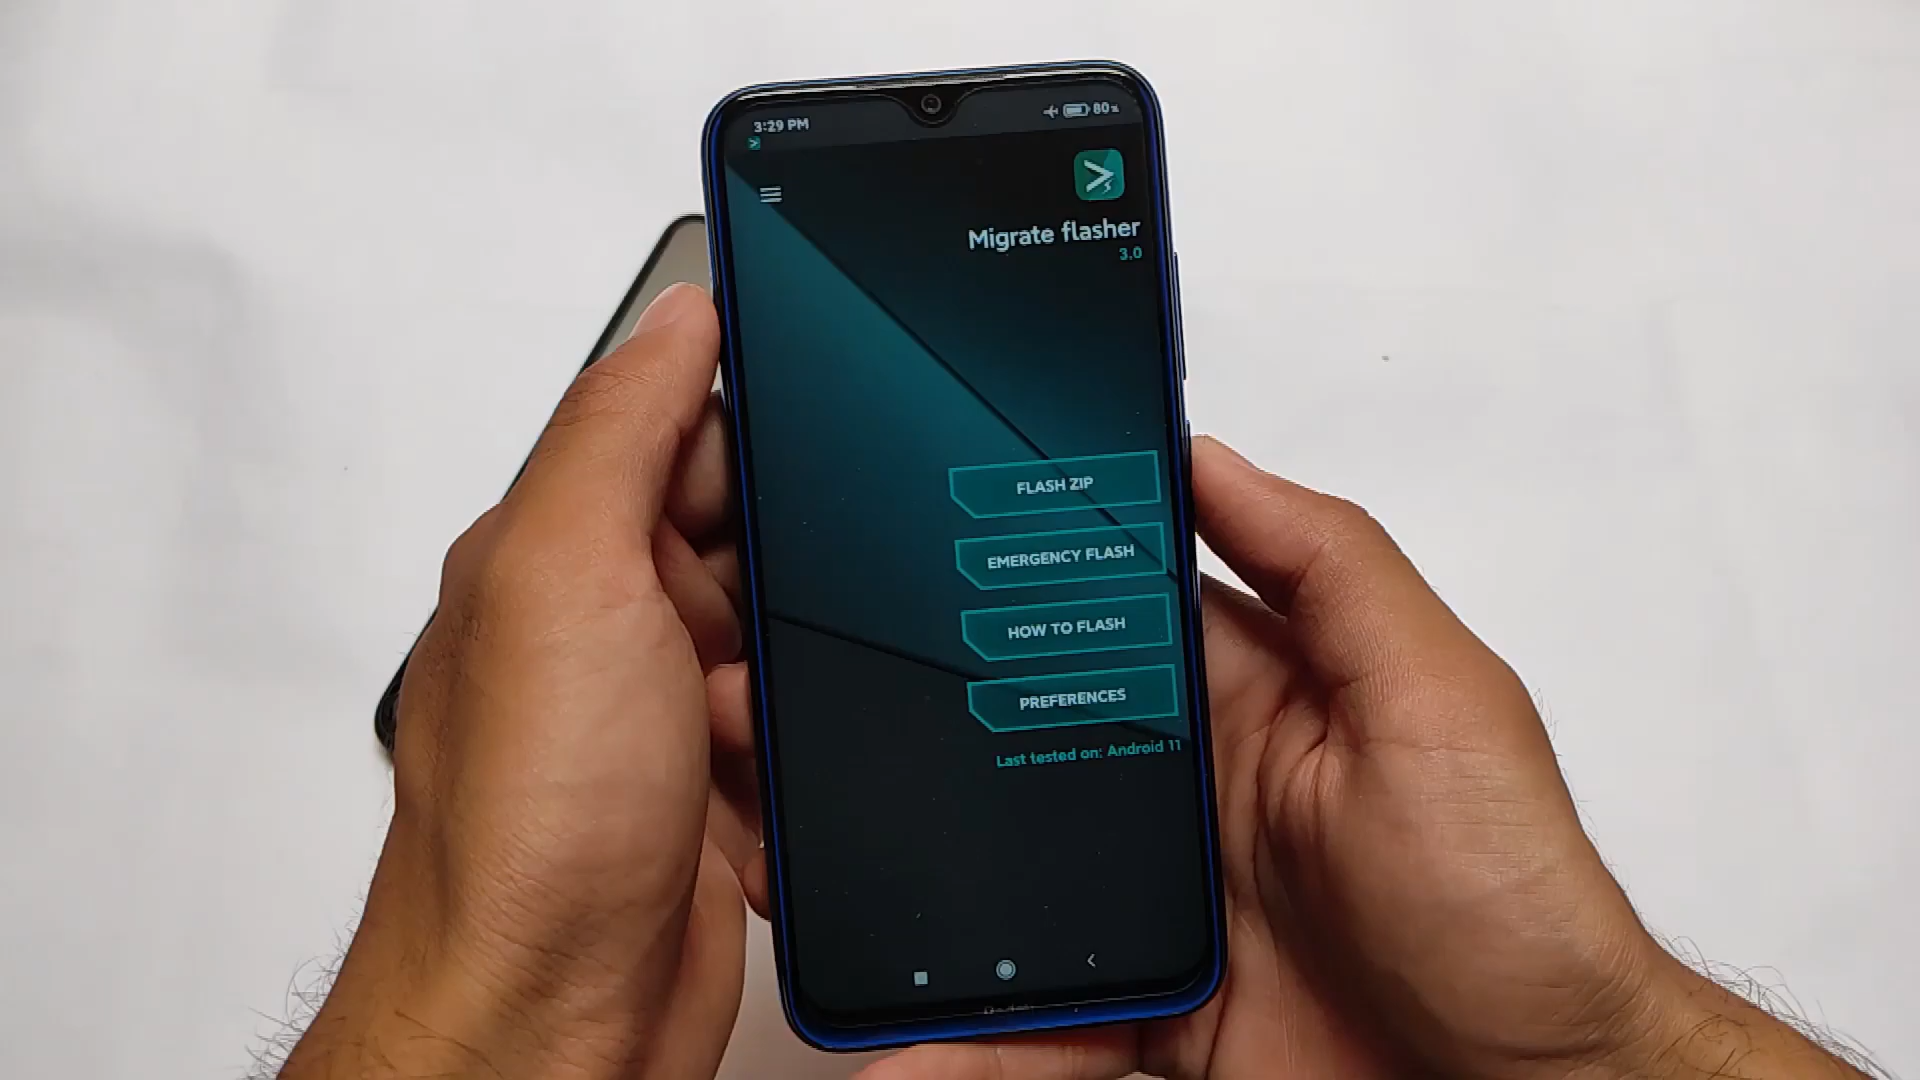 3:29 PM
80%
Migrate flasher
3.0
FLASH ZIP
EMERGENCY FLASH
HOW TO FLASH
PREFERENCES
Last tested on: Android 11